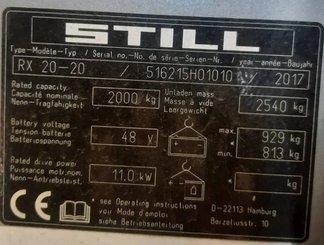 STILL
Type-Modèle-Typ / Serial no.-No. de série-Serien-Nr. / year-année-Baujahr
RX 20-20 / 516215H01010 / 2017
Rated capacity
Capacité nominale
Nenn-Tragfähigkeit
2000 kg
Unladen mass
Masse à vide
Leergewicht
2540 kg
Battery voltage
Tension batterie
Batteriespannung
48 V
max. 929 kg
min. 813 kg
Rated drive power
Puissance motr. nom.
Nenn-Antriebsleist.
11.0 kW
kg
CE
see Operating instructions
voir Mode d'emploi
siehe Betriebsanleitung
D-22113 Hamburg
Berzeliusstr. 10